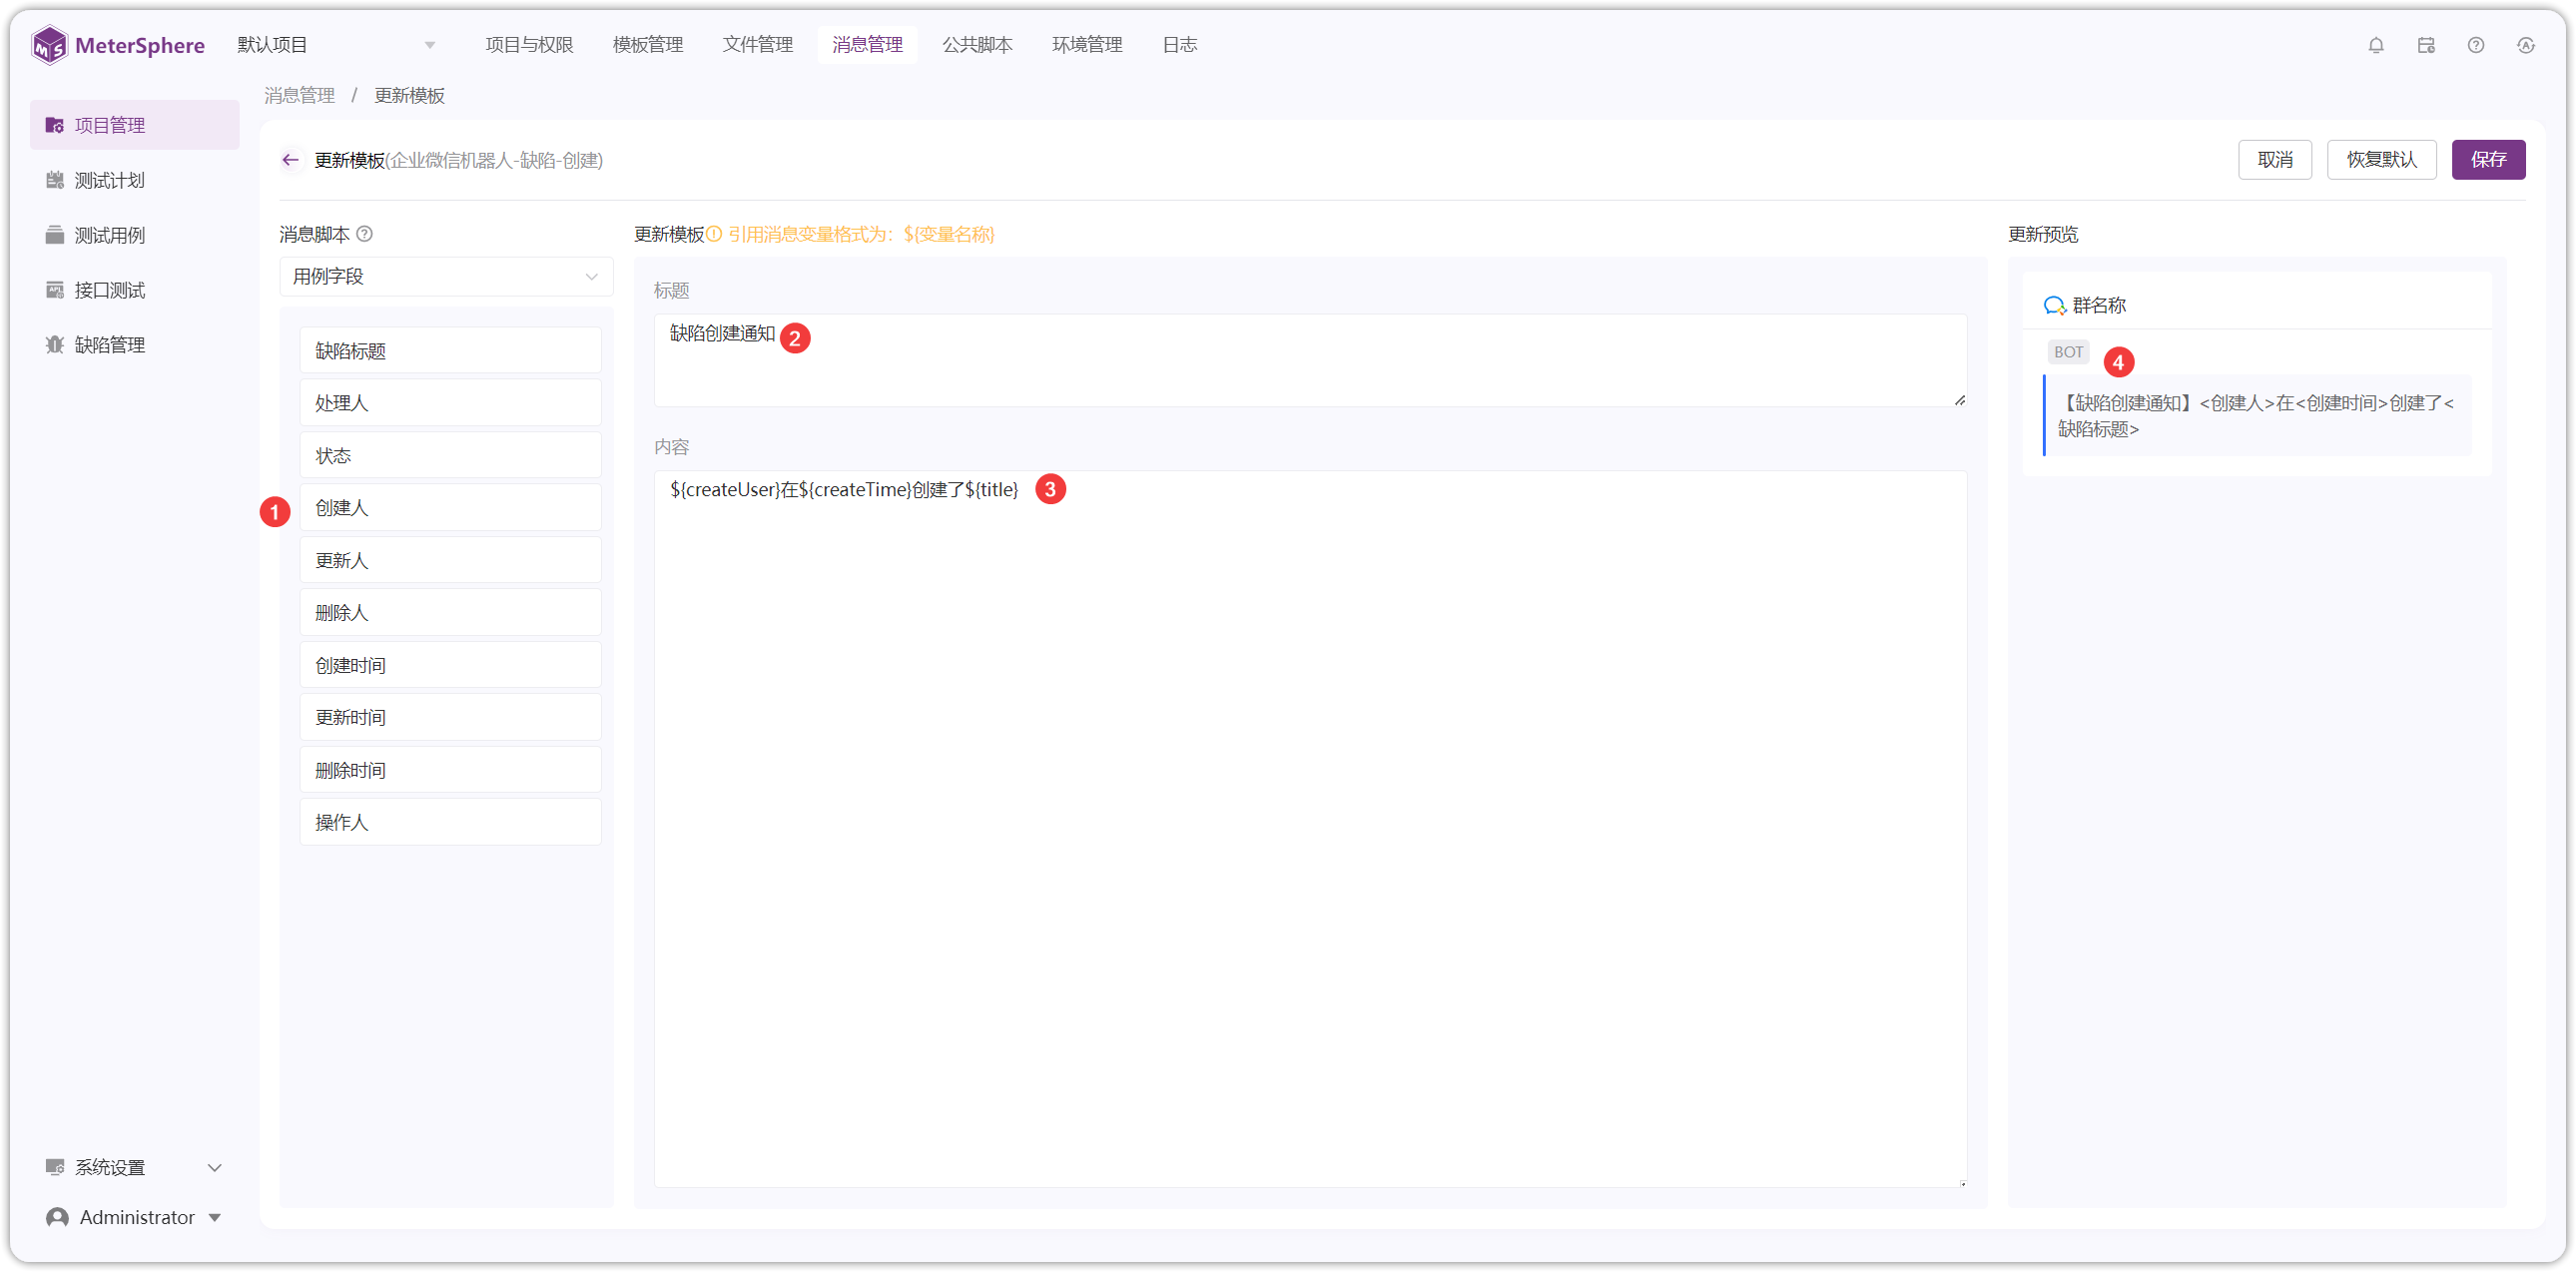 MeterSphere
默认项目
项目与权限
模板管理
文件管理
消息管理
公共脚本
环境管理
日志
项目管理
测试计划
测试用例
接口测试
缺陷管理
系统设置
Administrator
消息管理 / 更新模板
更新模板(企业微信机器人-缺陷-创建)
取消
恢复默认
保存
消息脚本
用例字段
缺陷标题
处理人
状态
1
创建人
更新人
删除人
创建时间
更新时间
删除时间
操作人
更新模板 引用消息变量格式为：${变量名称}
标题
缺陷创建通知 2
内容
${createUser}在${createTime}创建了${title} 3
更新预览
群名称
BOT
4
【缺陷创建通知】<创建人>在<创建时间>创建了<
缺陷标题>